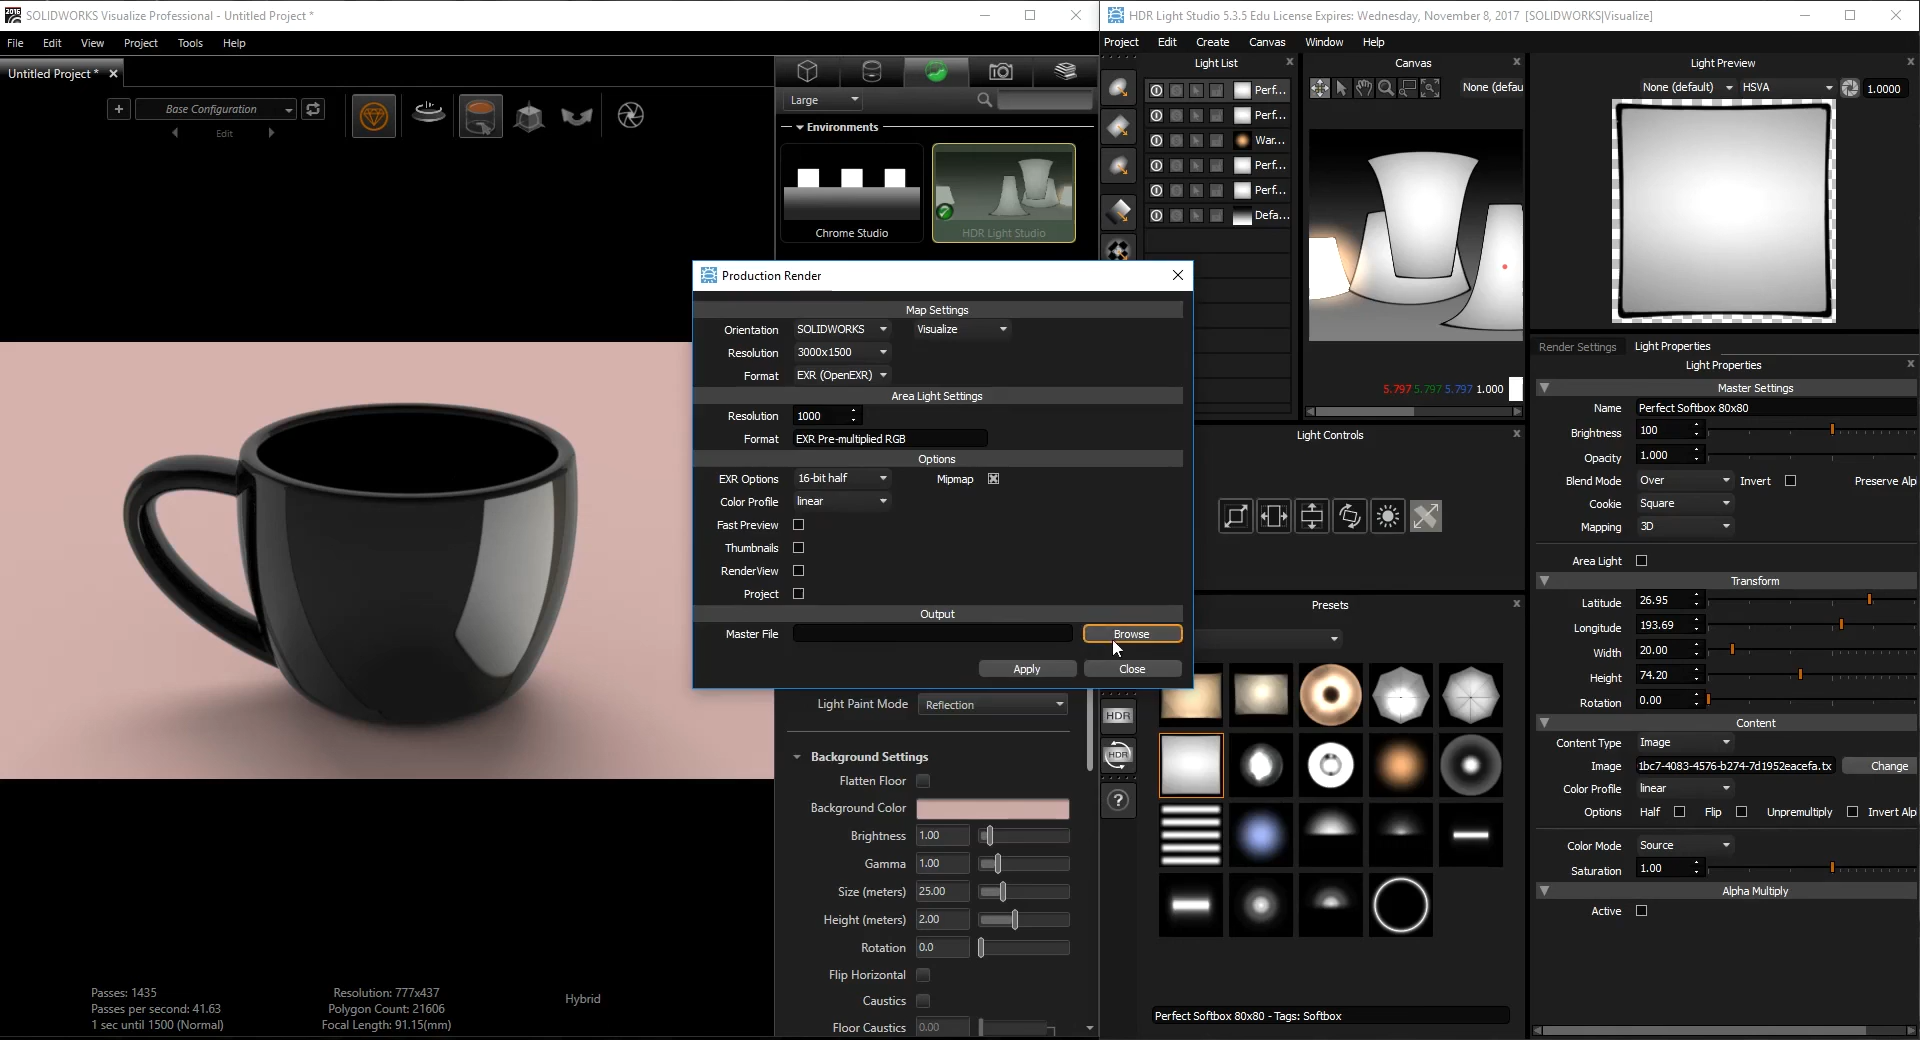 SOLIDWORKS Visualize Professional - Untitled Project *
File Edit View Project Tools Help
Untitled Project *
Base Configuration
Edit
Large
Environments
Chrome Studio
HDR Light Studio
Passes: 1435
Passes per second: 41.63
1 sec until 1500 (Normal)
Resolution: 777x437
Polygon Count: 21606
Focal Length: 91.15(mm)
Hybrid
Production Render
Map Settings
Orientation SOLIDWORKS Visualize
Resolution 3000x1500
Format EXR (OpenEXR)
Area Light Settings
Resolution 1000
Format EXR Pre-multiplied RGB
Options
EXR Options 16-bit half Mipmap
Color Profile linear
Fast Preview
Thumbnails
RenderView
Project
Output
Master File Browse
Apply Close
Light Paint Mode Reflection
Background Settings
Flatten Floor
Background Color
Brightness 1.00
Gamma 1.00
Size (meters) 25.00
Height (meters) 2.00
Rotation 0.0
Flip Horizontal
Caustics
Floor Caustics 0.00
HDR Light Studio 5.3.5 Edu License Expires: Wednesday, November 8, 2017 [SOLIDWORKS|Visualize]
Project Edit Create Canvas Window Help
Light List
Perf...
Perf...
War...
Perf...
Perf...
Defa...
Canvas
None (defau
5.797 5.797 5.797 1.000
Light Controls
Presets
HDR
HDR
?
Perfect Softbox 80x80 - Tags: Softbox
Light Preview
None (default) HSVA 1.0000
Render Settings Light Properties
Light Properties
Master Settings
Name Perfect Softbox 80x80
Brightness 100
Opacity 1.000
Blend Mode Over Invert Preserve Alp
Cookie Square
Mapping 3D
Area Light
Transform
Latitude 26.95
Longitude 193.69
Width 20.00
Height 74.20
Rotation 0.00
Content
Content Type Image
Image 1bc7-4083-4576-b274-7d1952eacefa.tx Change
Color Profile linear
Options Half Flip Unpremultiply Invert Alp
Color Mode Source
Saturation 1.00
Alpha Multiply
Active